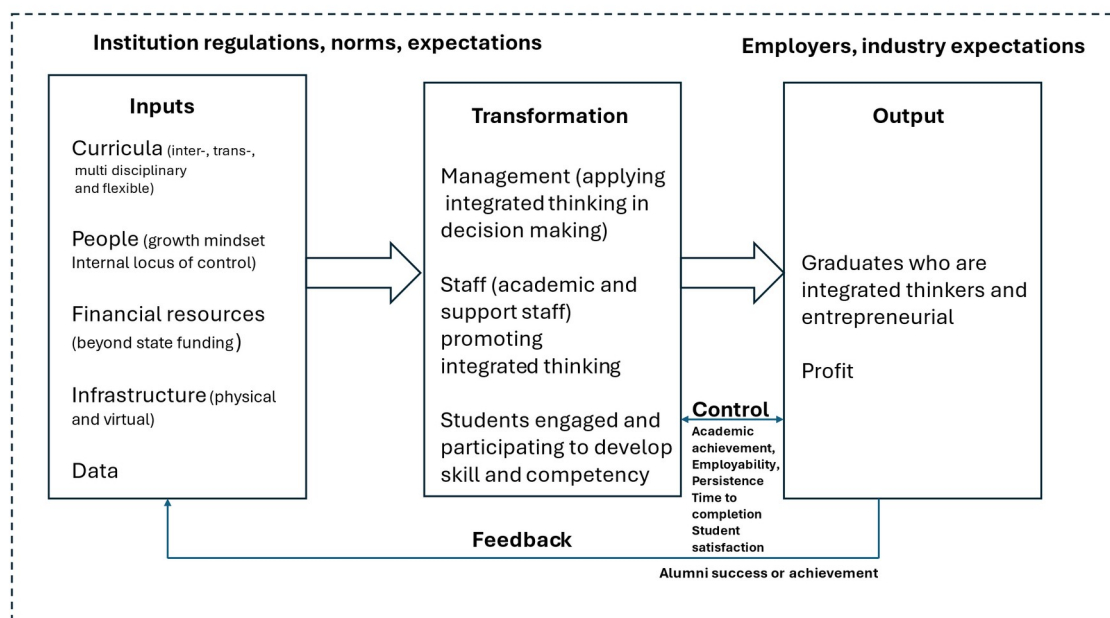 Institution regulations, norms, expectations
Employers, industry expectations
Inputs
Curricula (inter-, trans-,
multi disciplinary
and flexible)
People (growth mindset
Internal locus of control)
Financial resources
(beyond state funding)
Infrastructure (physical
and virtual)
Data
Transformation
Management (applying
integrated thinking in
decision making)
Staff (academic and
support staff)
promoting
integrated thinking
Students engaged and
participating to develop
skill and competency
Output
Graduates who are
integrated thinkers and
entrepreneurial
Profit
Control
Academic
achievement,
Employability,
Persistence
Time to
completion
Student
satisfaction
Feedback
Alumni success or achievement